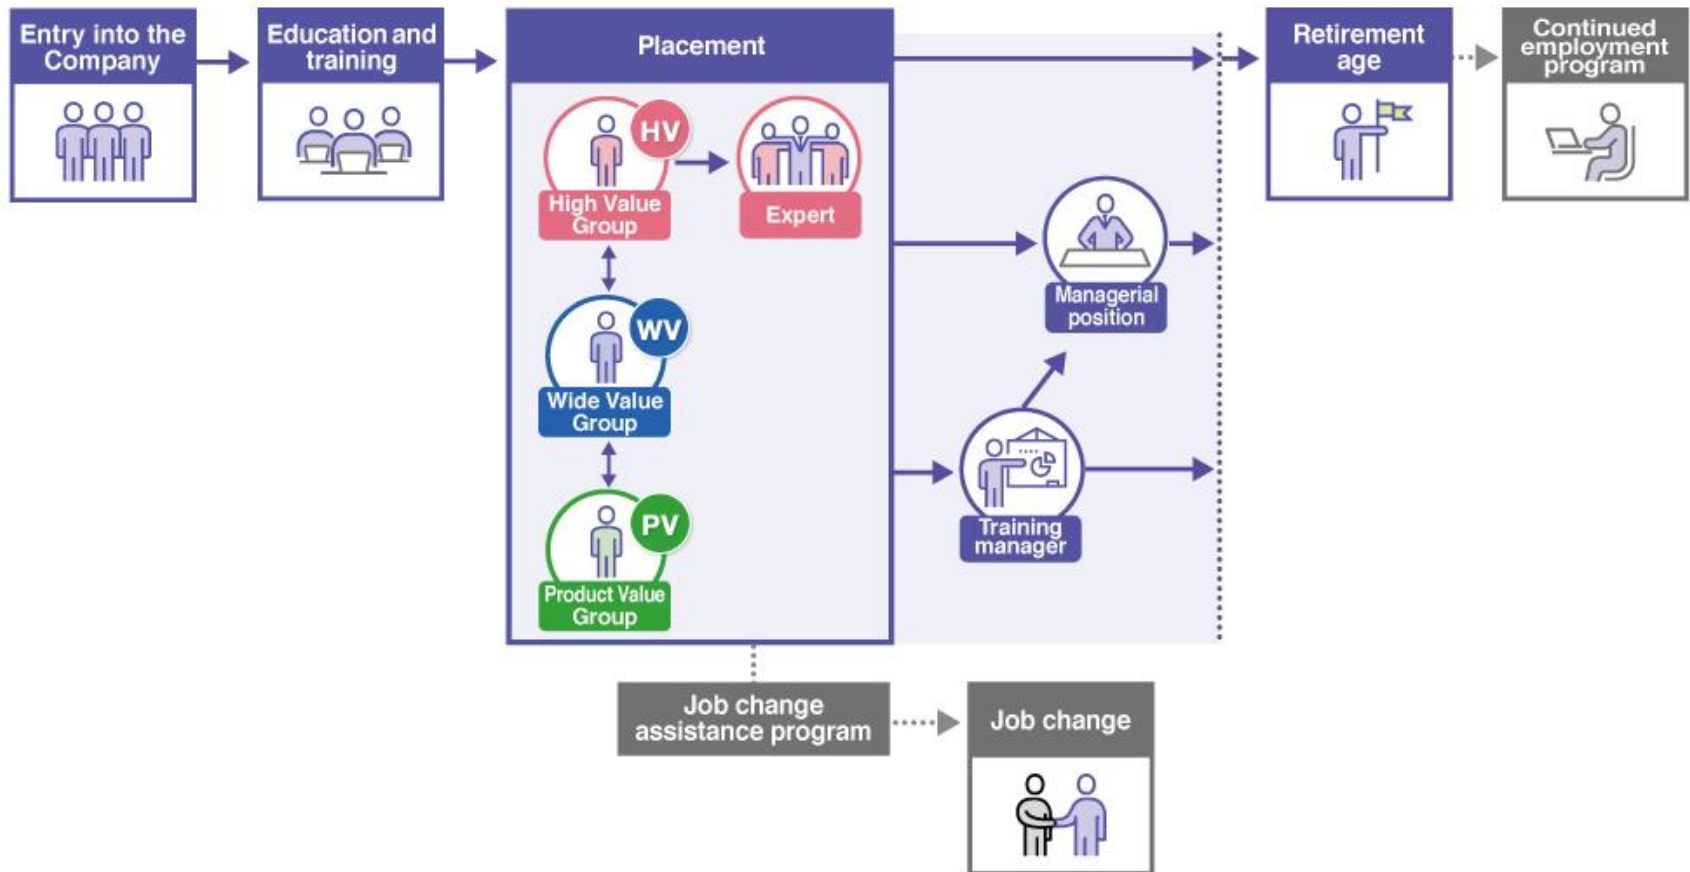 Entry into the
Company
Education and
training
Placement
Retirement
age
Continued
employment
program
HV
High Value
Group
Expert
WV
Wide Value
Group
PV
Product Value
Group
Managerial
position
Training
manager
Job change
assistance program
Job change